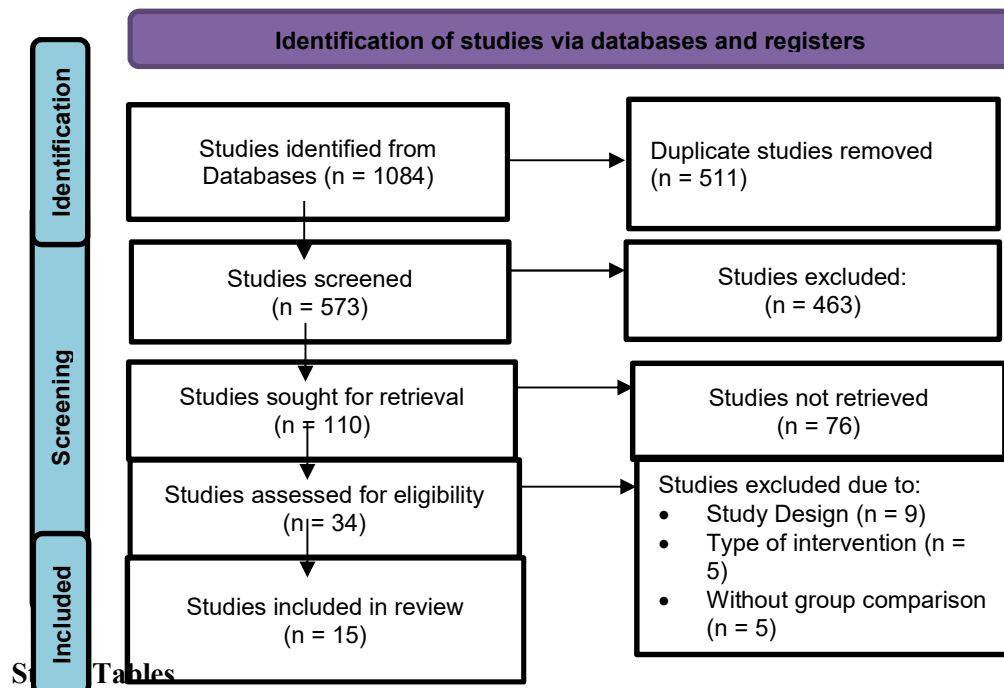 Identification of studies via databases and registers
Identification
Studies identified from
Databases (n = 1084)
Duplicate studies removed
(n = 511)
Screening
Studies screened
(n = 573)
Studies excluded:
(n = 463)
Studies sought for retrieval
(n = 110)
Studies not retrieved
(n = 76)
Studies assessed for eligibility
(n = 34)
Studies excluded due to:
• Study Design (n = 9)
• Type of intervention (n =
5)
• Without group comparison
(n = 5)
Included
Studies included in review
(n = 15)
Tables